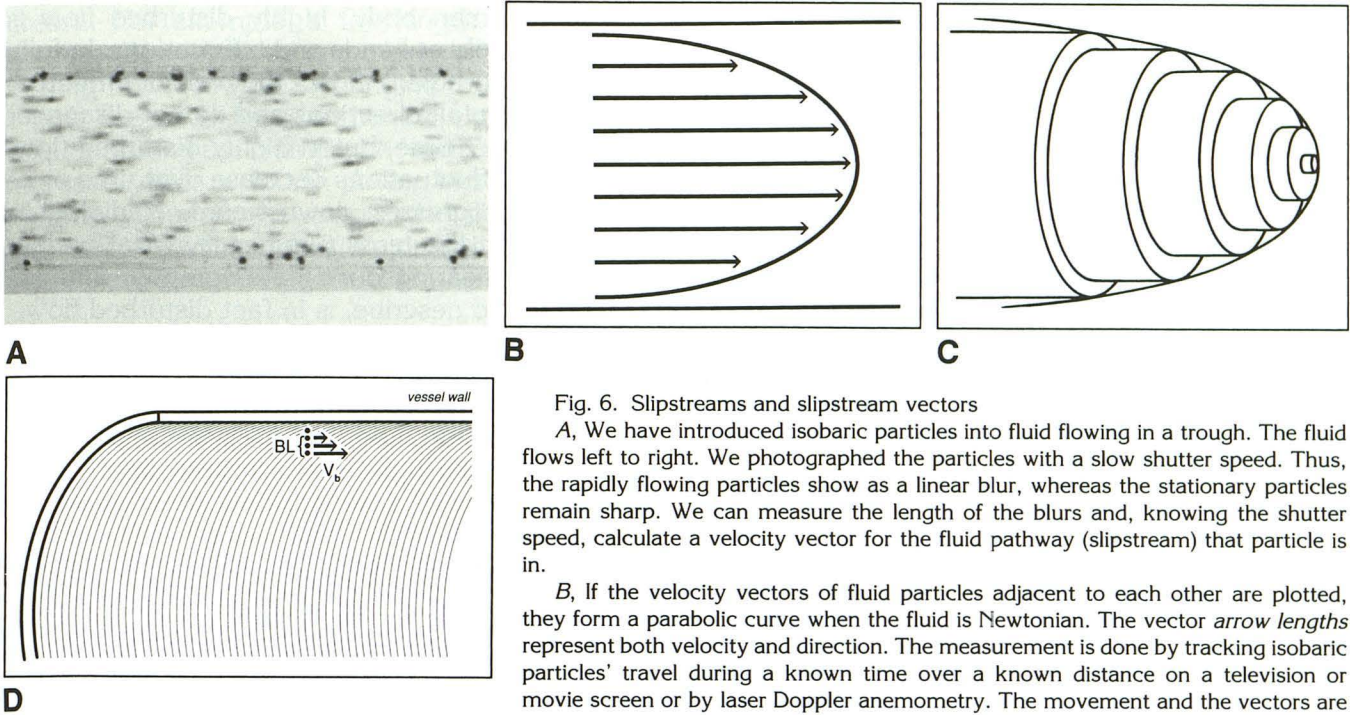 A
B
C
vessel wall
BL
V_b
D
Fig. 6. Slipstreams and slipstream vectors
A, We have introduced isobaric particles into fluid flowing in a trough. The fluid
flows left to right. We photographed the particles with a slow shutter speed. Thus,
the rapidly flowing particles show as a linear blur, whereas the stationary particles
remain sharp. We can measure the length of the blurs and, knowing the shutter
speed, calculate a velocity vector for the fluid pathway (slipstream) that particle is
in.
B, If the velocity vectors of fluid particles adjacent to each other are plotted,
they form a parabolic curve when the fluid is Newtonian. The vector arrow lengths
represent both velocity and direction. The measurement is done by tracking isobaric
particles' travel during a known time over a known distance on a television or
movie screen or by laser Doppler anemometry. The movement and the vectors are